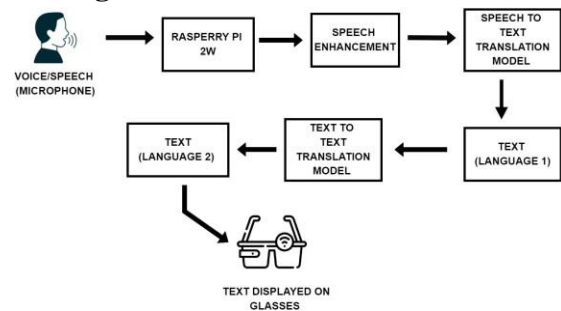 VOICE/SPEECH
(MICROPHONE)
RASPERRY PI
2W
SPEECH
ENHANCEMENT
SPEECH TO
TEXT
TRANSLATION
MODEL
TEXT
(LANGUAGE 1)
TEXT TO
TEXT
TRANSLATION
MODEL
TEXT
(LANGUAGE 2)
TEXT DISPLAYED ON
GLASSES